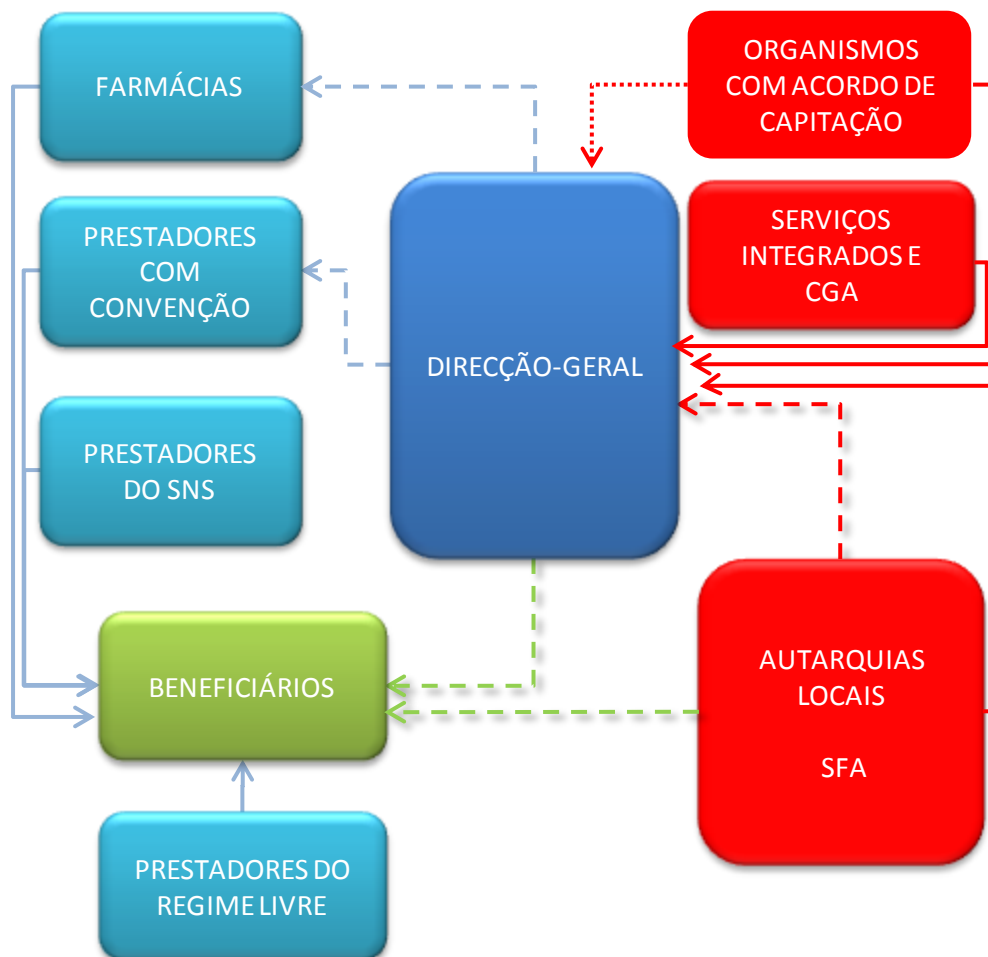 FARMÁCIAS
ORGANISMOS
COM ACORDO DE
CAPITAÇÃO
PRESTADORES
COM
CONVENÇÃO
SERVIÇOS
INTEGRADOS E
CGA
DIRECÇÃO-GERAL
PRESTADORES
DO SNS
BENEFICIÁRIOS
AUTARQUIAS
LOCAIS
SFA
PRESTADORES DO
REGIME LIVRE